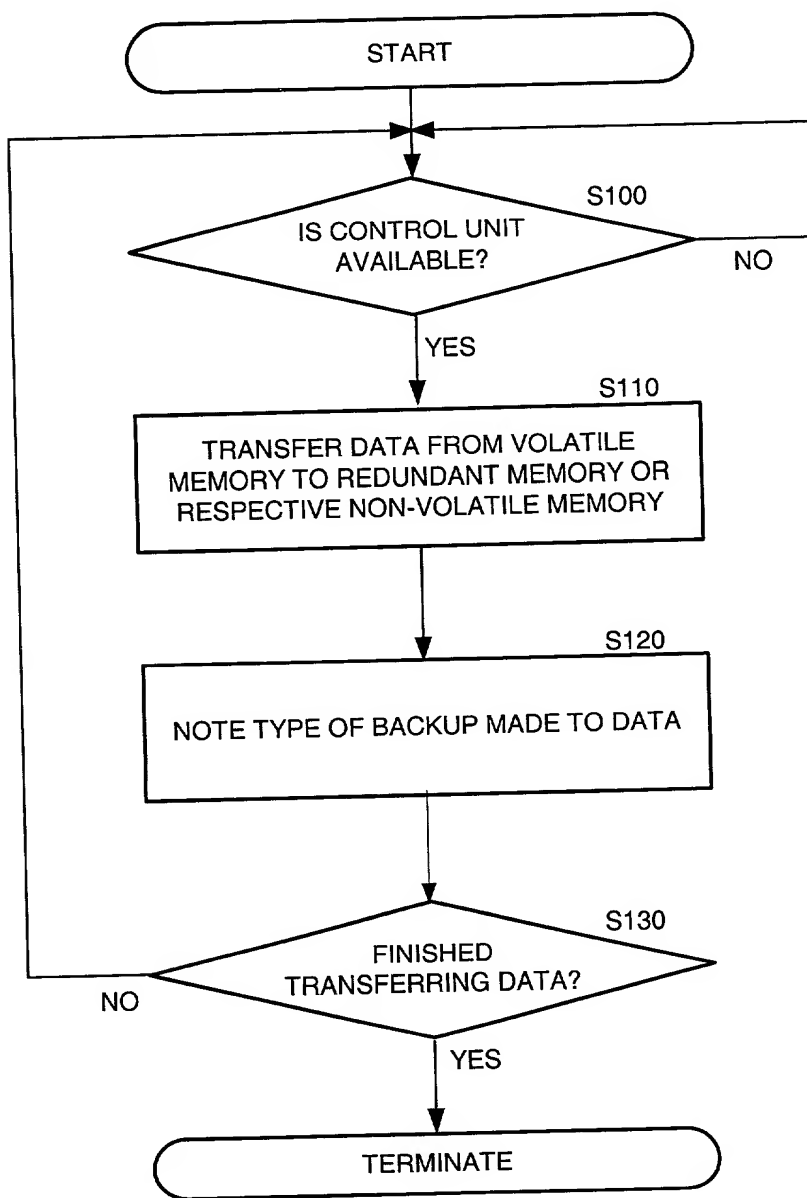 START
S100
IS CONTROL UNIT
AVAILABLE?
NO
YES
S110
TRANSFER DATA FROM VOLATILE
MEMORY TO REDUNDANT MEMORY OR
RESPECTIVE NON-VOLATILE MEMORY
S120
NOTE TYPE OF BACKUP MADE TO DATA
S130
FINISHED
TRANSFERRING DATA?
NO
YES
TERMINATE